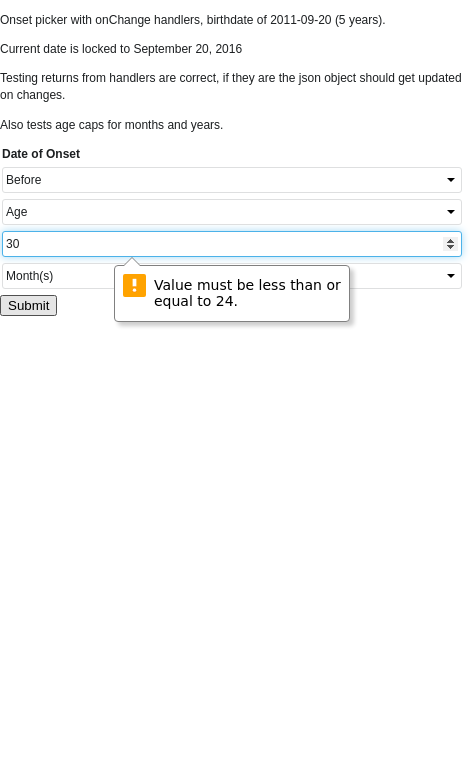 Onset picker with onChange handlers, birthdate of 2011-09-20 (5 years).
Current date is locked to September 20, 2016
Testing returns from handlers are correct, if they are the json object should get updated
on changes.
Also tests age caps for months and years.
Date of Onset
Before
Age
30
Month(s)
Value must be less than or
equal to 24.
Submit